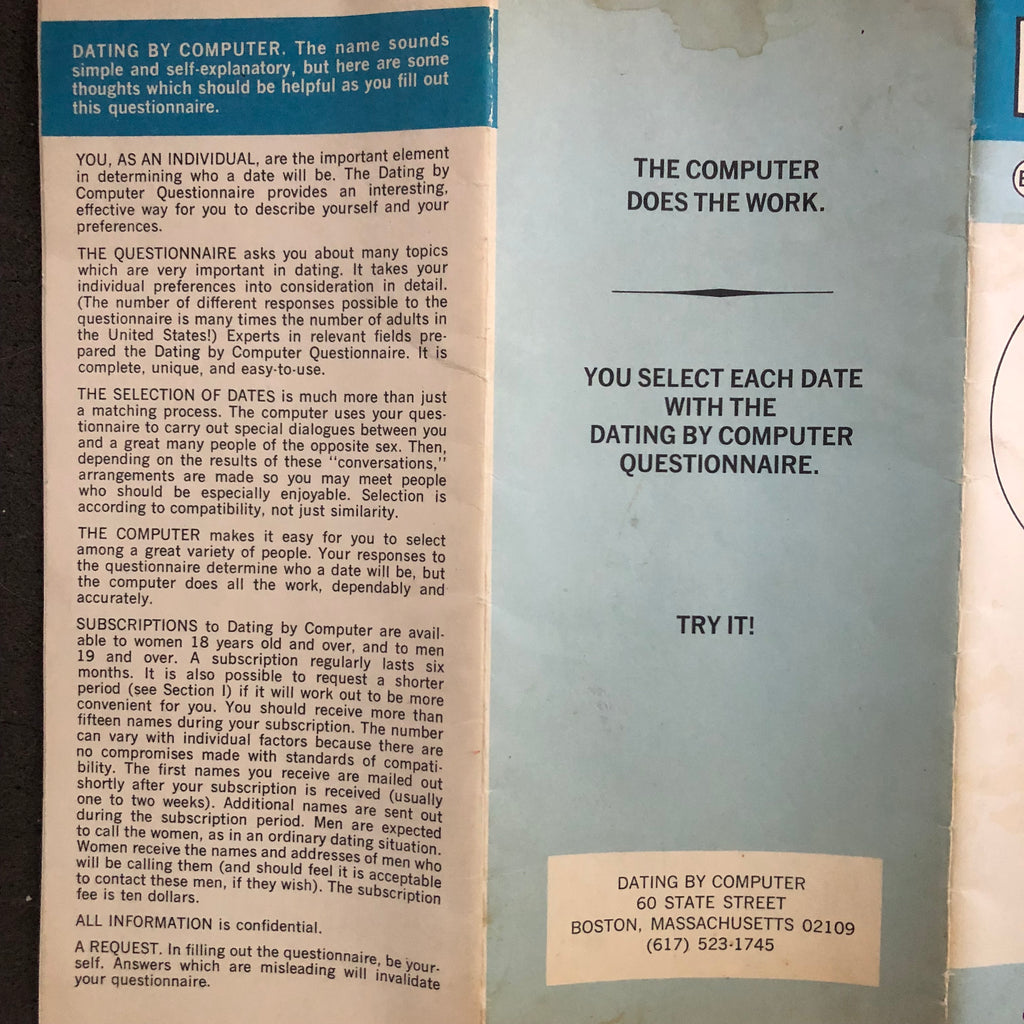 DATING BY COMPUTER. The name sounds
simple and self-explanatory, but here are some
thoughts which should be helpful as you fill out
this questionnaire.
YOU, AS AN INDIVIDUAL, are the important element
in determining who a date will be. The Dating by
Computer Questionnaire provides an interesting,
effective way for you to describe yourself and your
preferences.
THE QUESTIONNAIRE asks you about many topics
which are very important in dating. It takes your
individual preferences into consideration in detail.
(The number of different responses possible to the
questionnaire is many times the number of adults in
the United States!) Experts in relevant fields pre-
pared the Dating by Computer Questionnaire. It is
complete, unique, and easy-to-use.
THE SELECTION OF DATES is much more than just
a matching process. The computer uses your ques-
tionnaire to carry out special dialogues between you
and a great many people of the opposite sex. Then,
depending on the results of these "conversations,"
arrangements are made so you may meet people
who should be especially enjoyable. Selection is
according to compatibility, not just similarity.
THE COMPUTER makes it easy for you to select
among a great variety of people. Your responses to
the questionnaire determine who a date will be, but
the computer does all the work, dependably and
accurately.
SUBSCRIPTIONS to Dating by Computer are avail-
able to women 18 years old and over, and to men
19 and over. A subscription regularly lasts six
months. It is also possible to request a shorter
period (see Section I) if it will work out to be more
convenient for you. You should receive more than
fifteen names during your subscription. The number
can vary with individual factors because there are
no compromises made with standards of compati-
bility. The first names you receive are mailed out
shortly after your subscription is received (usually
one to two weeks). Additional names are sent out
during the subscription period. Men are expected
to call the women, as in an ordinary dating situation.
Women receive the names and addresses of men who
will be calling them (and should feel it is acceptable
to contact these men, if they wish). The subscription
fee is ten dollars.
ALL INFORMATION is confidential.
A REQUEST. In filling out the questionnaire, be your-
self. Answers which are misleading will invalidate
your questionnaire.
THE COMPUTER
DOES THE WORK.
YOU SELECT EACH DATE
WITH THE
DATING BY COMPUTER
QUESTIONNAIRE.
TRY IT!
DATING BY COMPUTER
60 STATE STREET
BOSTON, MASSACHUSETTS 02109
(617) 523-1745